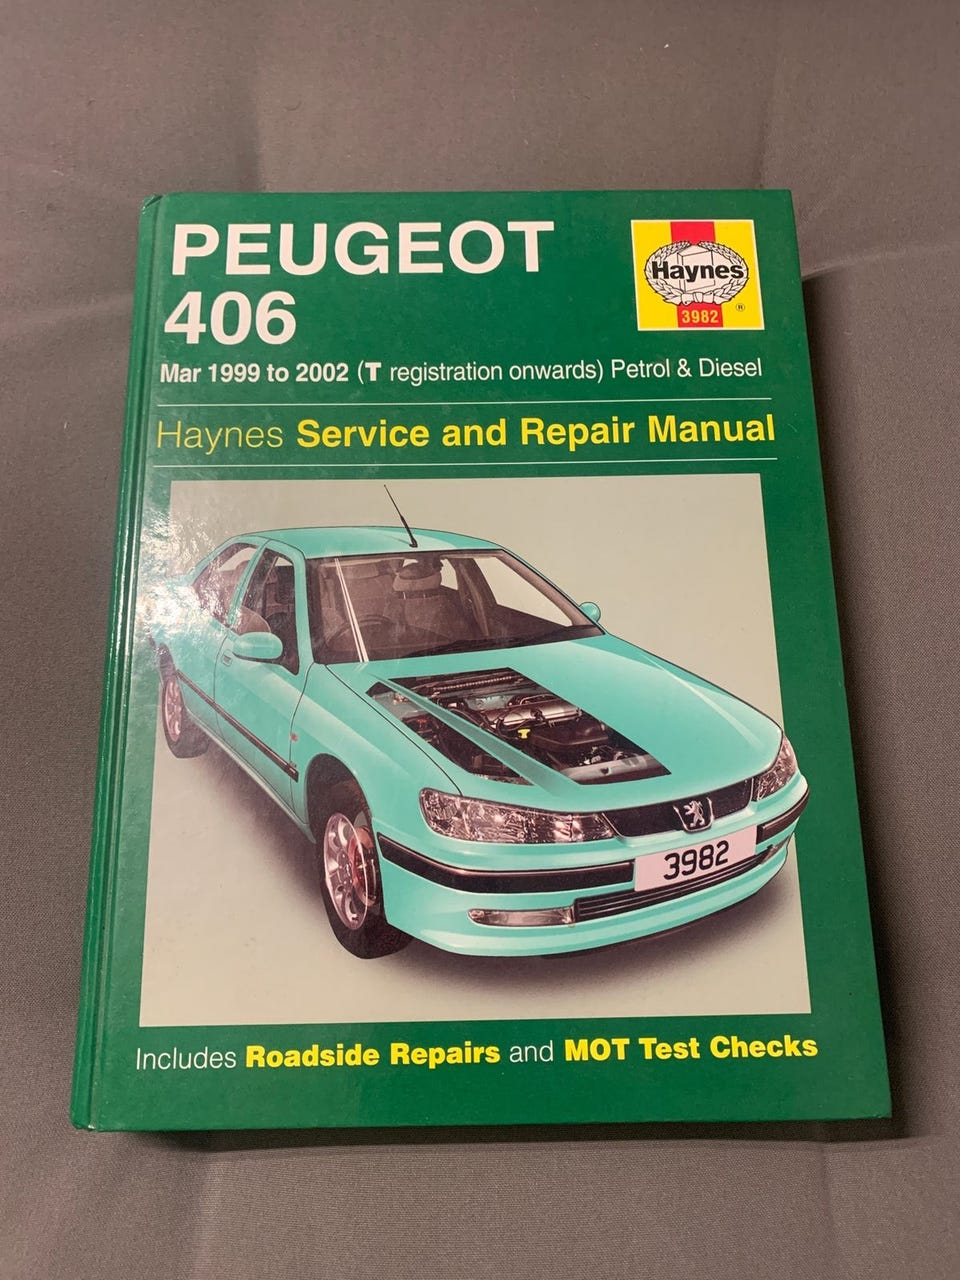 PEUGEOT
406
Haynes
®
3982
Mar 1999 to 2002 (T registration onwards) Petrol & Diesel
Haynes Service and Repair Manual
3982
Includes Roadside Repairs and MOT Test Checks